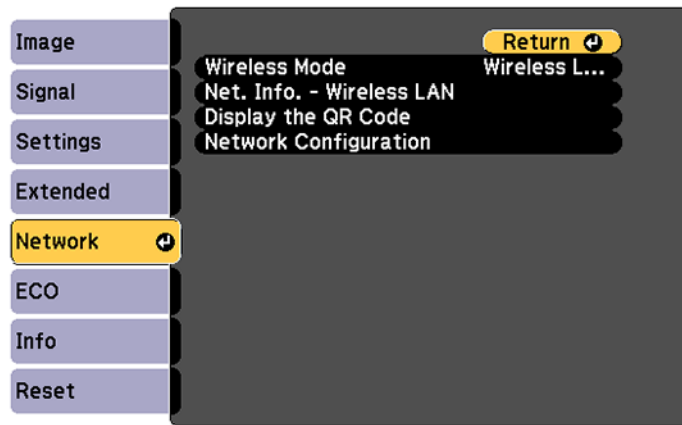 Image
Signal
Settings
Extended
Network
ECO
Info
Reset
Return
Wireless Mode Wireless L...
Net. Info. - Wireless LAN
Display the QR Code
Network Configuration